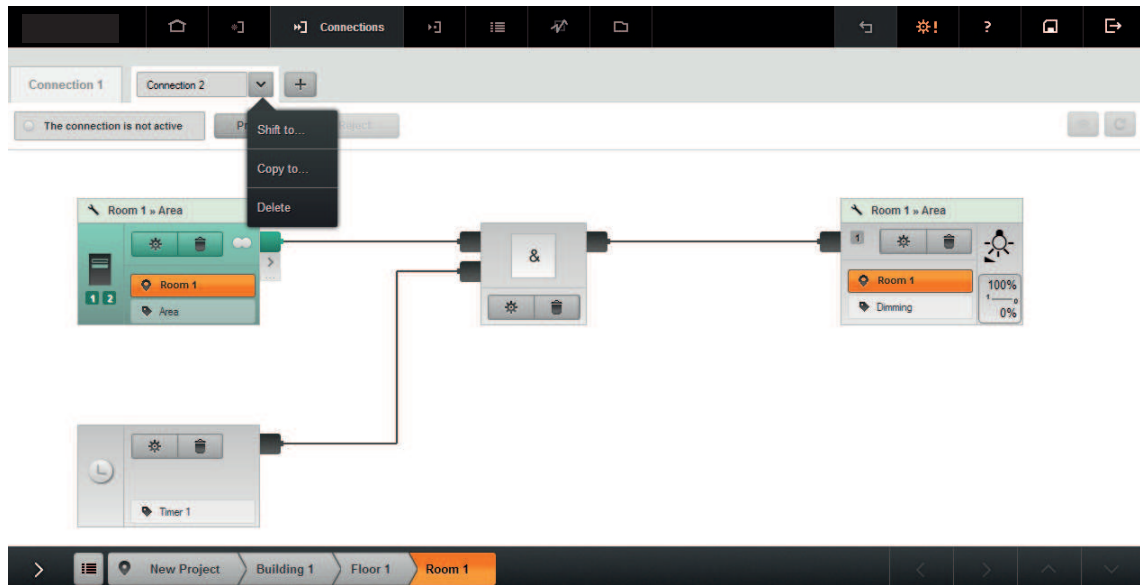 Connections
?
Connection 1
Connection 2
+
The connection is not active
Shift to...
Copy to...
Delete
Room 1 » Area
Room 1
Area
1 2
&
Room 1 » Area
1
Room 1
Dimming
100%
1 0
0%
Timer 1
New Project
Building 1
Floor 1
Room 1